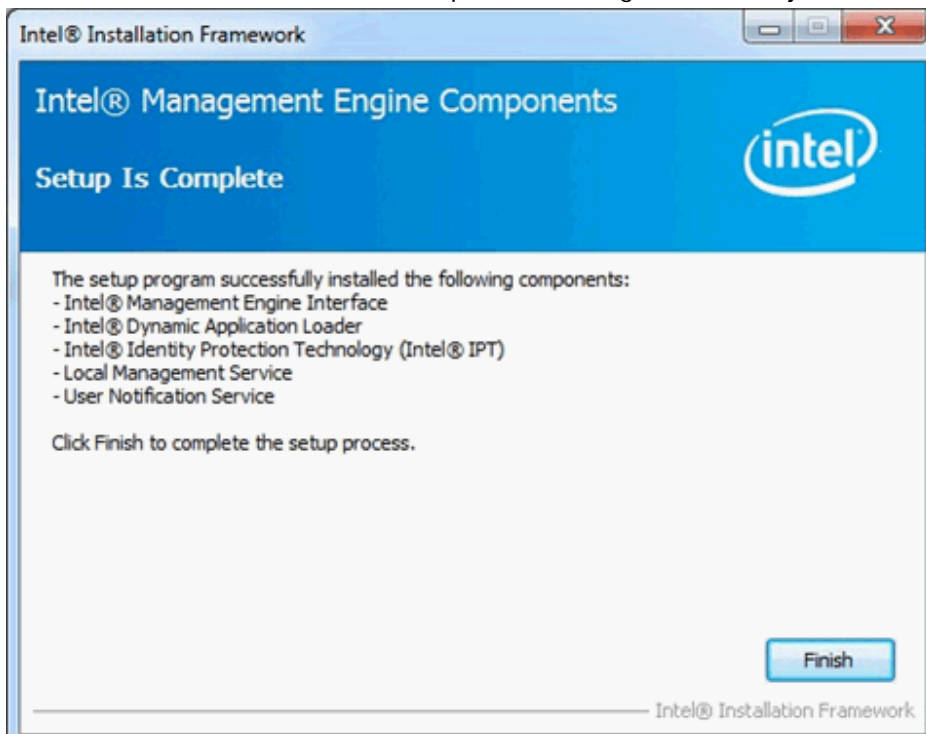 Intel® Installation Framework
Intel® Management Engine Components
intel
Setup Is Complete
The setup program successfully installed the following components:
- Intel® Management Engine Interface
- Intel® Dynamic Application Loader
- Intel® Identity Protection Technology (Intel® IPT)
- Local Management Service
- User Notification Service
Click Finish to complete the setup process.
Finish
Intel® Installation Framework